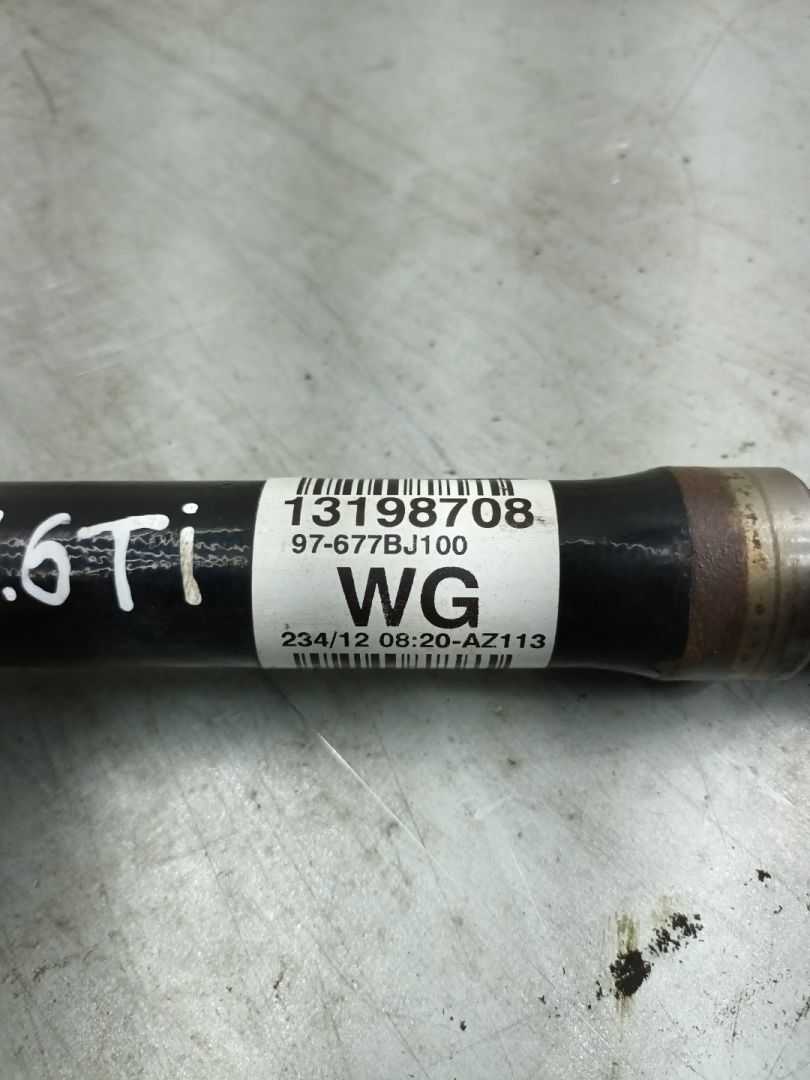 .6Ti
13198708
97-677BJ100
WG
234/12 08:20-AZ113